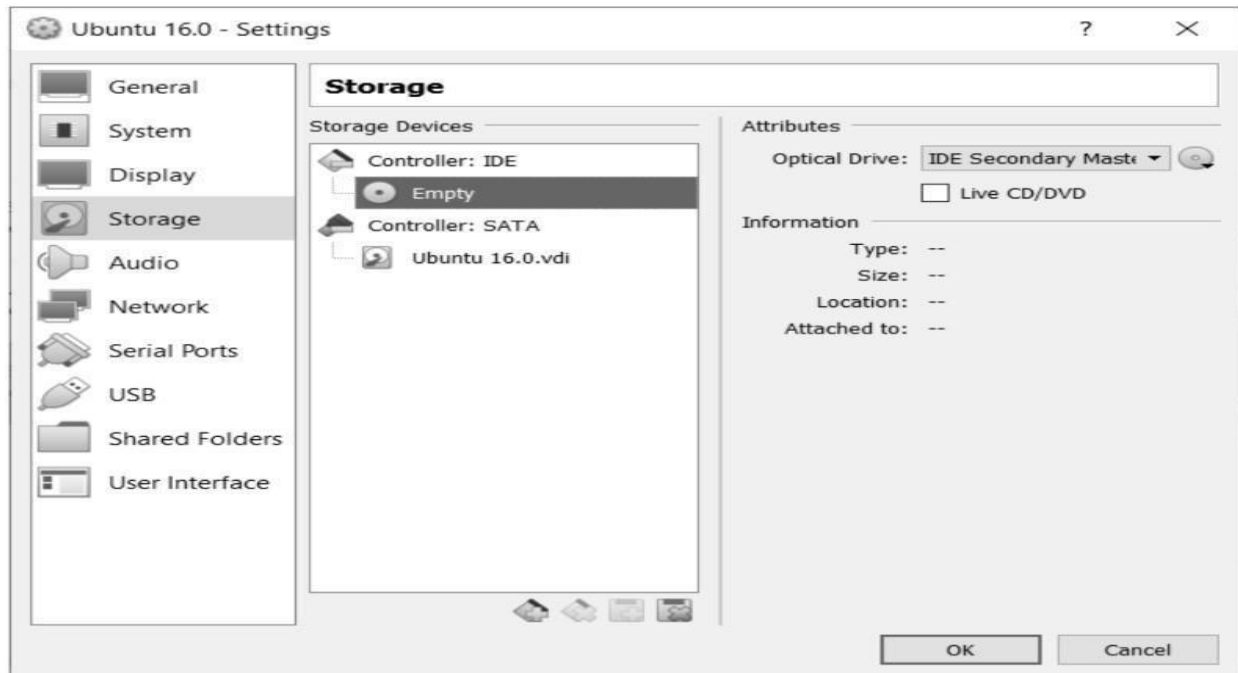 Ubuntu 16.0 - Settings
?
General
System
Display
Storage
Audio
Network
Serial Ports
USB
Shared Folders
User Interface
Storage
Storage Devices
Controller: IDE
Empty
Controller: SATA
Ubuntu 16.0.vdi
Attributes
Optical Drive: IDE Secondary Maste
Live CD/DVD
Information
Type: --
Size: --
Location: --
Attached to: --
OK
Cancel